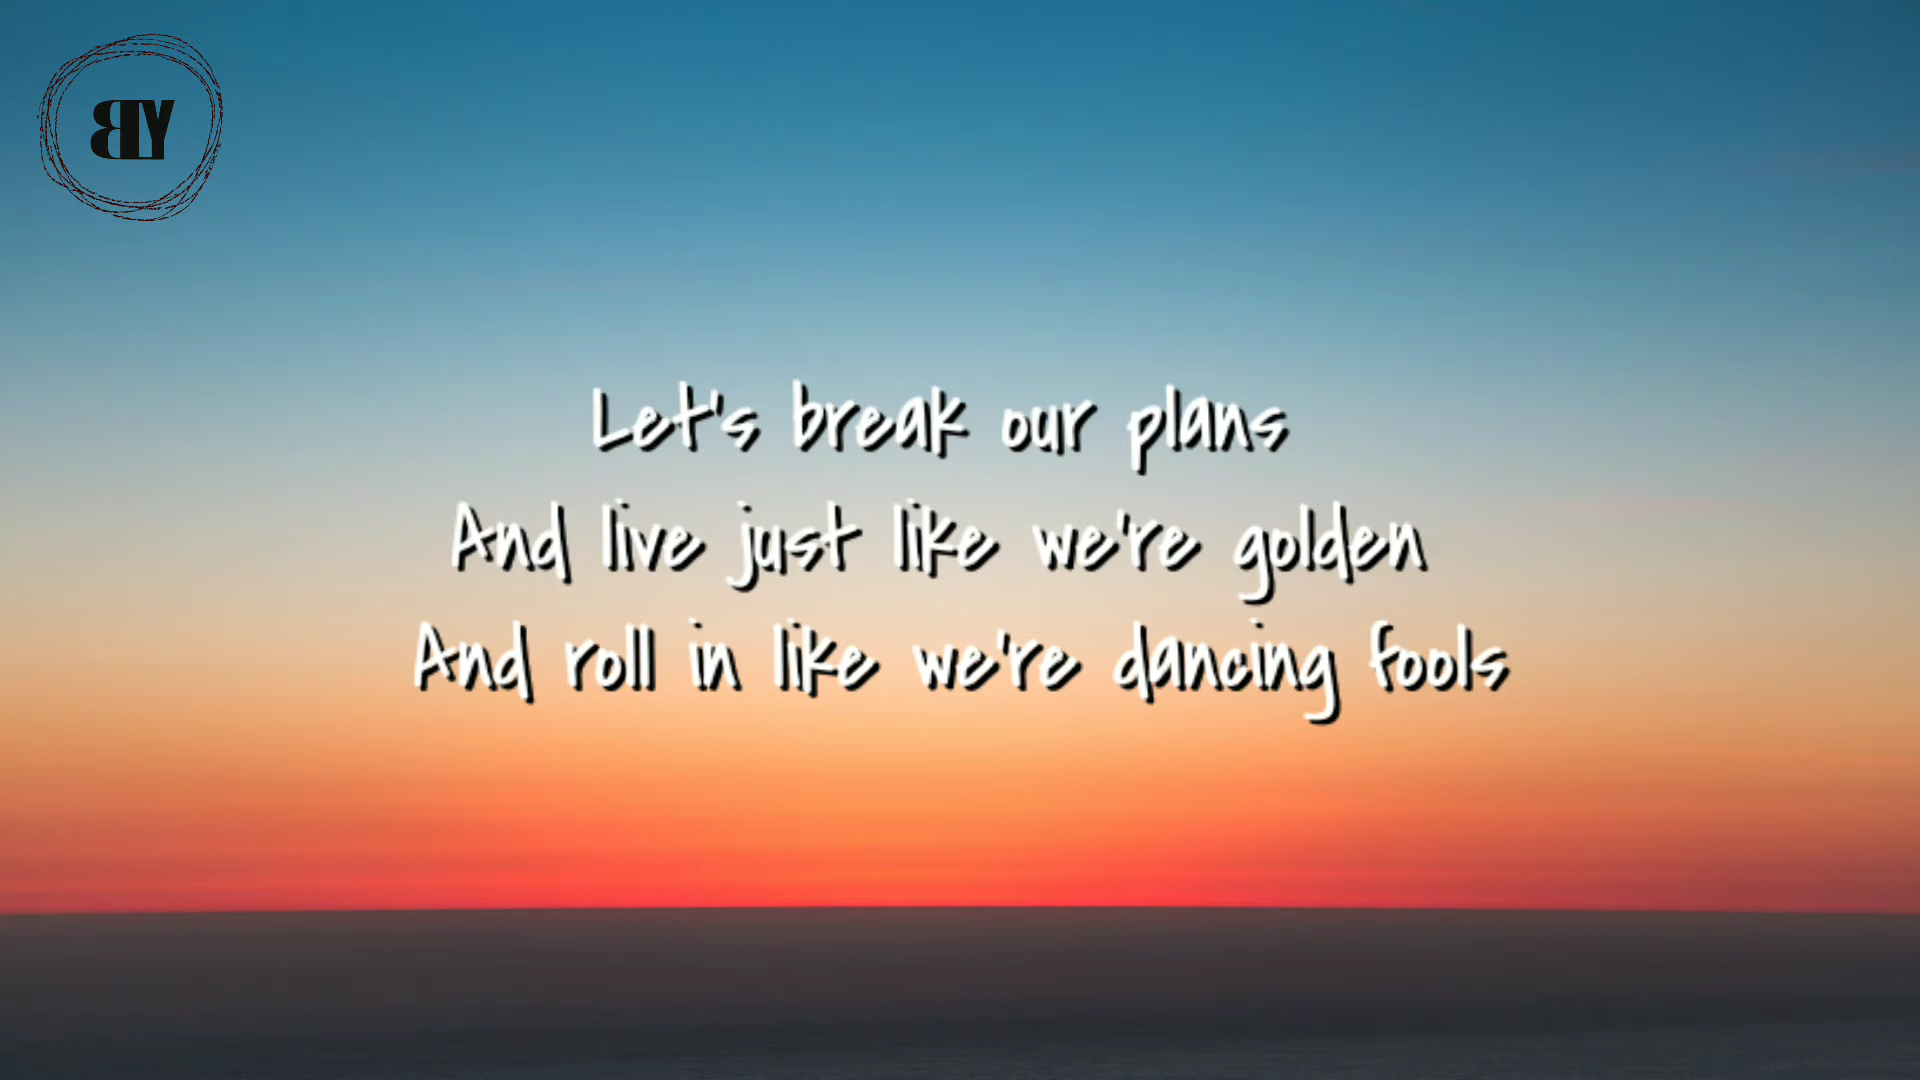 BY
Let's break our plans
And live just like we're golden
And roll in like we're dancing fools